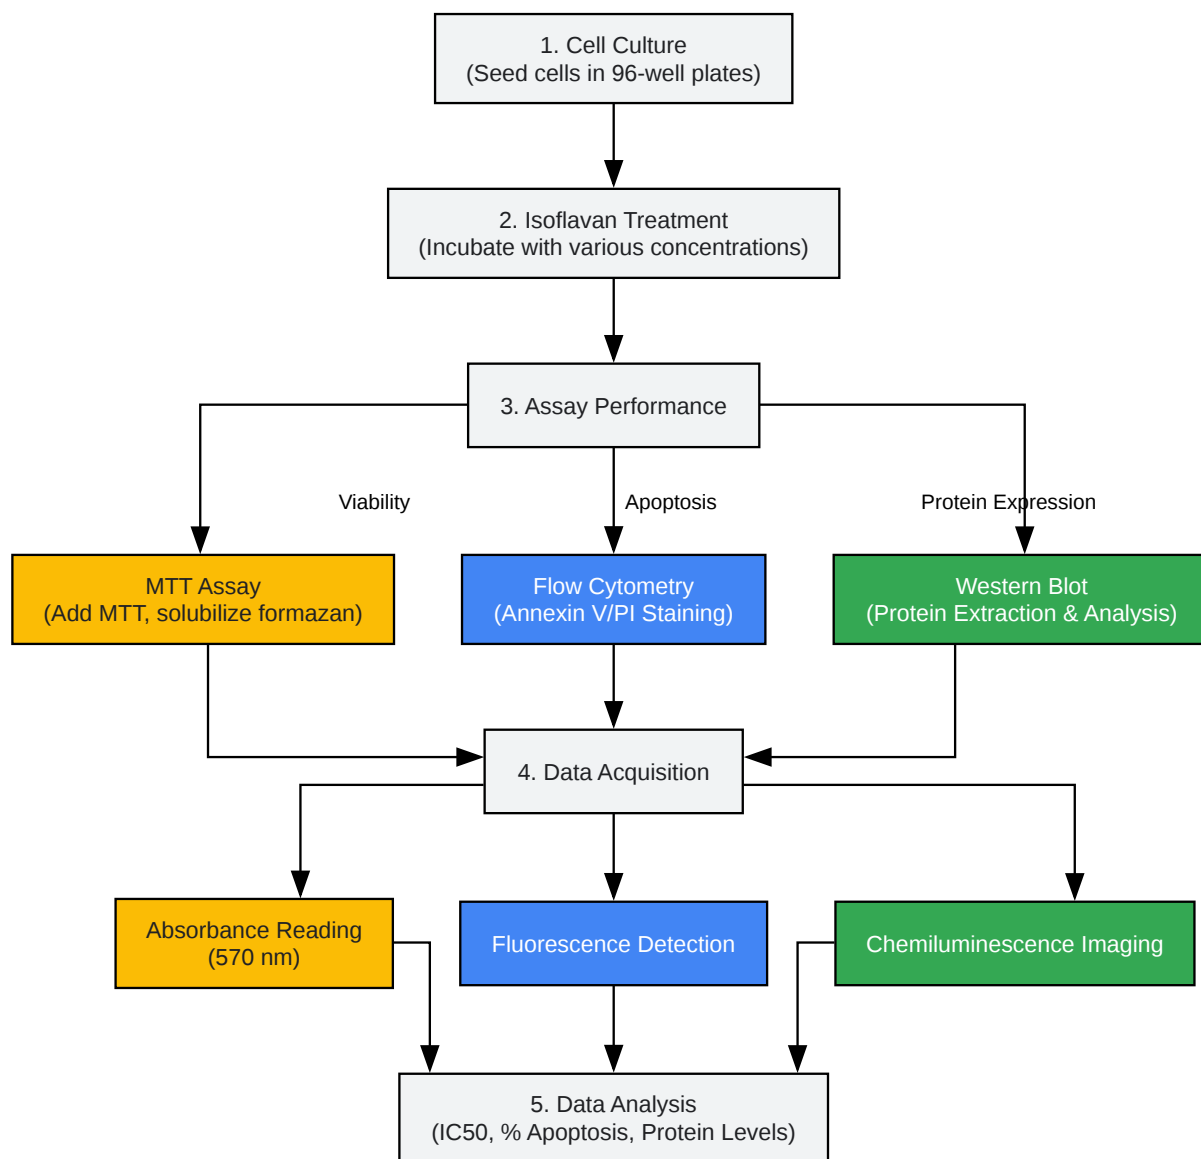 1. Cell Culture
(Seed cells in 96-well plates)
2. Isoflavan Treatment
(Incubate with various concentrations)
3. Assay Performance
Viability
Apoptosis
Protein Expression
MTT Assay
(Add MTT, solubilize formazan)
Flow Cytometry
(Annexin V/PI Staining)
Western Blot
(Protein Extraction & Analysis)
4. Data Acquisition
Absorbance Reading
(570 nm)
Fluorescence Detection
Chemiluminescence Imaging
5. Data Analysis
(IC50, % Apoptosis, Protein Levels)